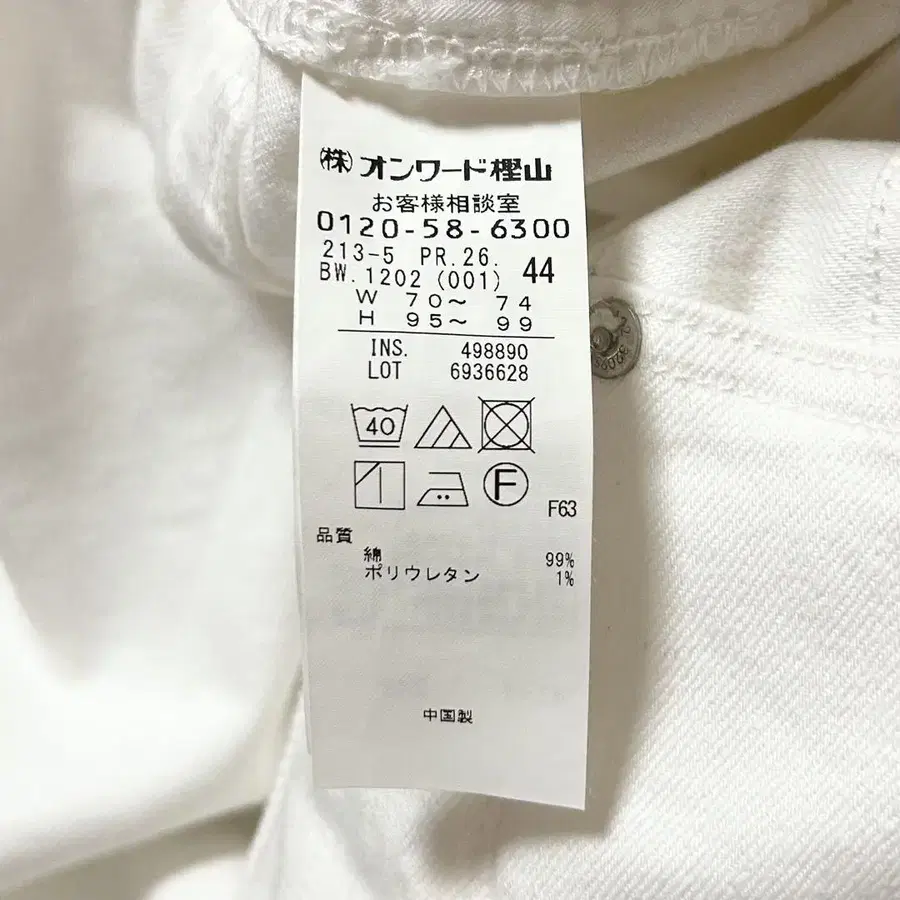 (株)オンワード樫山
お客様相談室
0120-58-6300
213-5 PR.26.
BW.1202 (001) 44
W 70～ 74
H 95～ 99
INS. 498890
LOT 6936628
40
F
F63
品質
綿 99%
ポリウレタン 1%
中国製